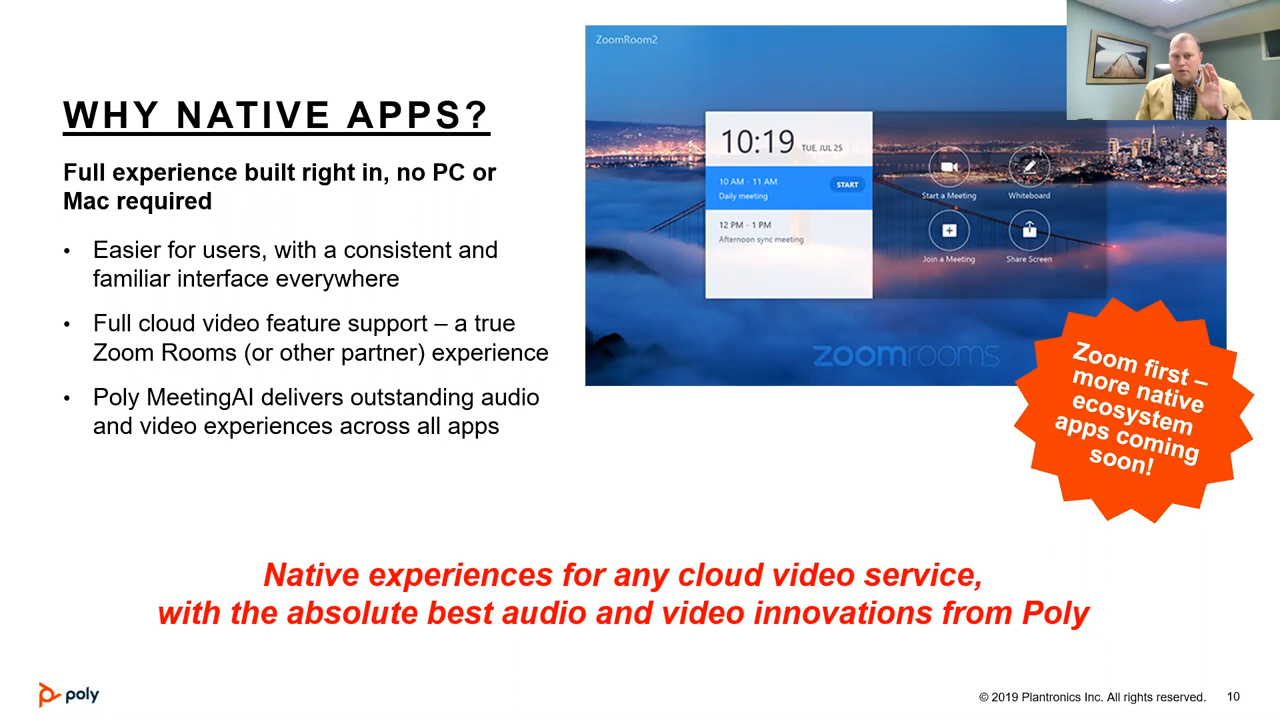 WHY NATIVE APPS?
Full experience built right in, no PC or
Mac required
• Easier for users, with a consistent and
familiar interface everywhere
• Full cloud video feature support – a true
Zoom Rooms (or other partner) experience
• Poly MeetingAI delivers outstanding audio
and video experiences across all apps
ZoomRoom2
10:19 TUE, JUL 25
10 AM - 11 AM
Daily meeting
START
12 PM - 1 PM
Afternoon sync meeting
Start a Meeting
Whiteboard
Join a Meeting
Share Screen
zoomrooms
Zoom first –
more native
ecosystem
apps coming
soon!
Native experiences for any cloud video service,
with the absolute best audio and video innovations from Poly
poly
© 2019 Plantronics Inc. All rights reserved. 10